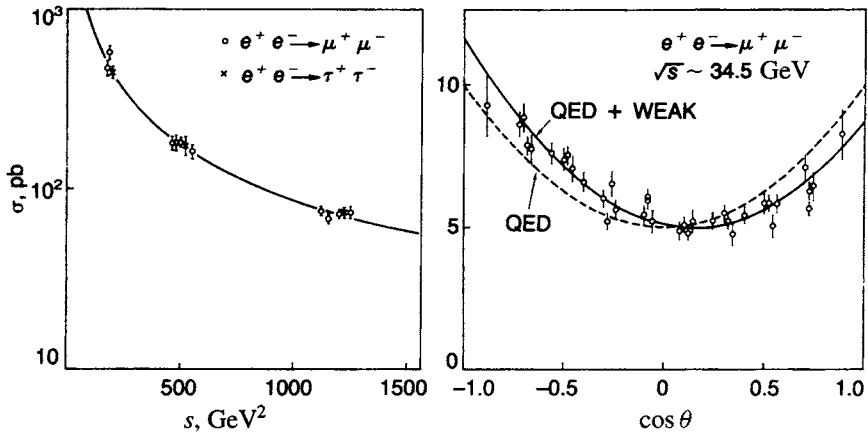 10³
10²
10
σ, pb
500
1000
1500
s, GeV²
o e⁺ e⁻ → μ⁺ μ⁻
× e⁺ e⁻ → τ⁺ τ⁻
10
5
0
−1.0
−0.5
0
0.5
1.0
cos θ
e⁺ e⁻ → μ⁺ μ⁻
√s ~ 34.5 GeV
QED + WEAK
QED